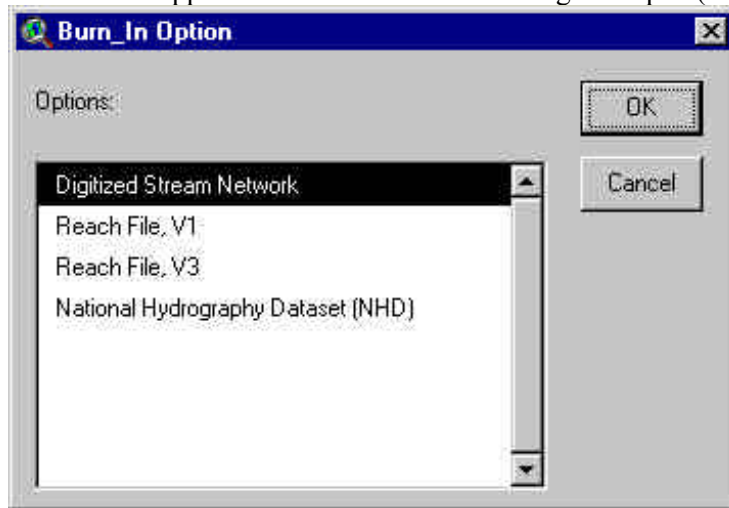 Burn_In Option
Options:
OK
Digitized Stream Network
Cancel
Reach File, V1
Reach File, V3
National Hydrography Dataset (NHD)